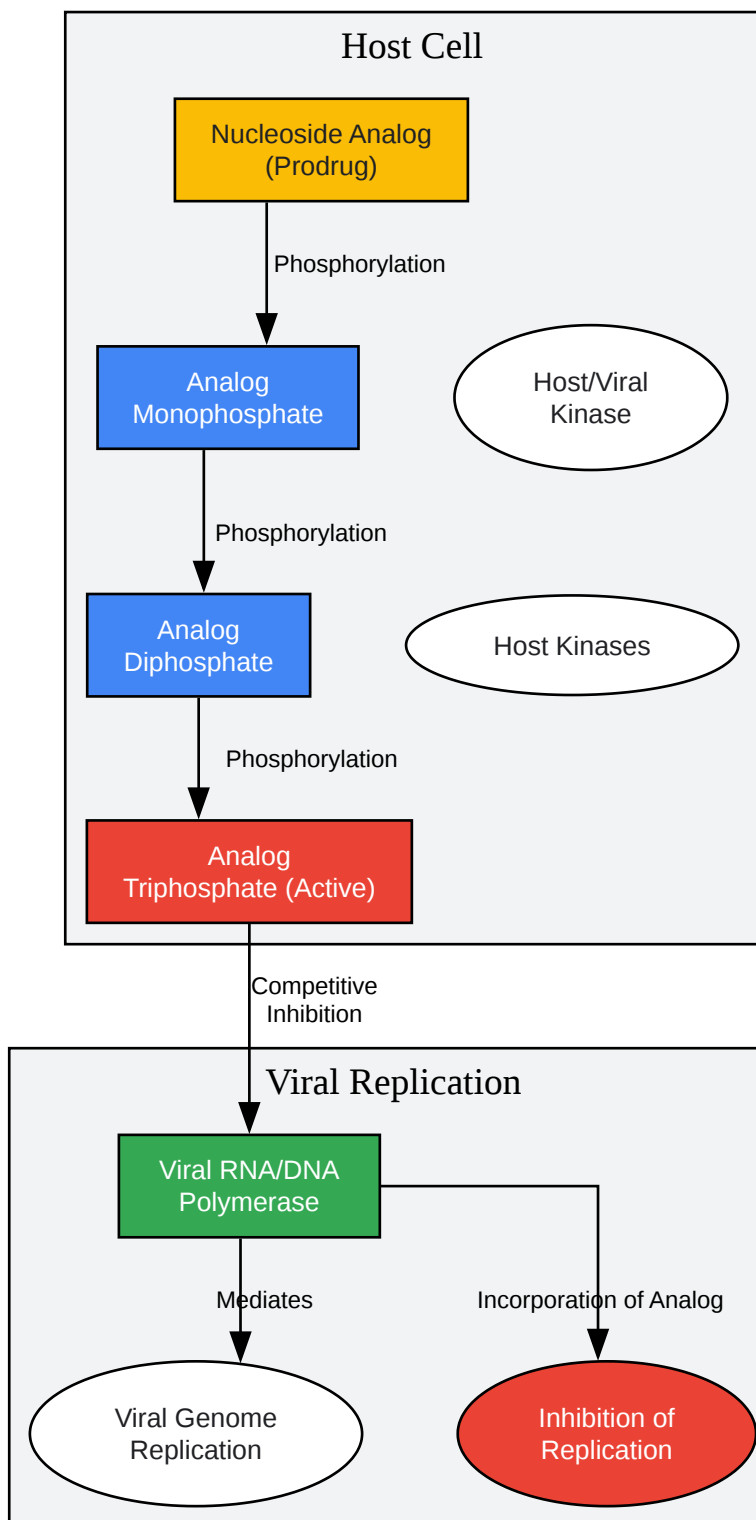 Host Cell
Nucleoside Analog
(Prodrug)
Phosphorylation
Analog
Monophosphate
Host/Viral
Kinase
Phosphorylation
Analog
Diphosphate
Host Kinases
Phosphorylation
Analog
Triphosphate (Active)
Competitive
Inhibition
Viral Replication
Viral RNA/DNA
Polymerase
Mediates
Incorporation of Analog
Viral Genome
Replication
Inhibition of
Replication